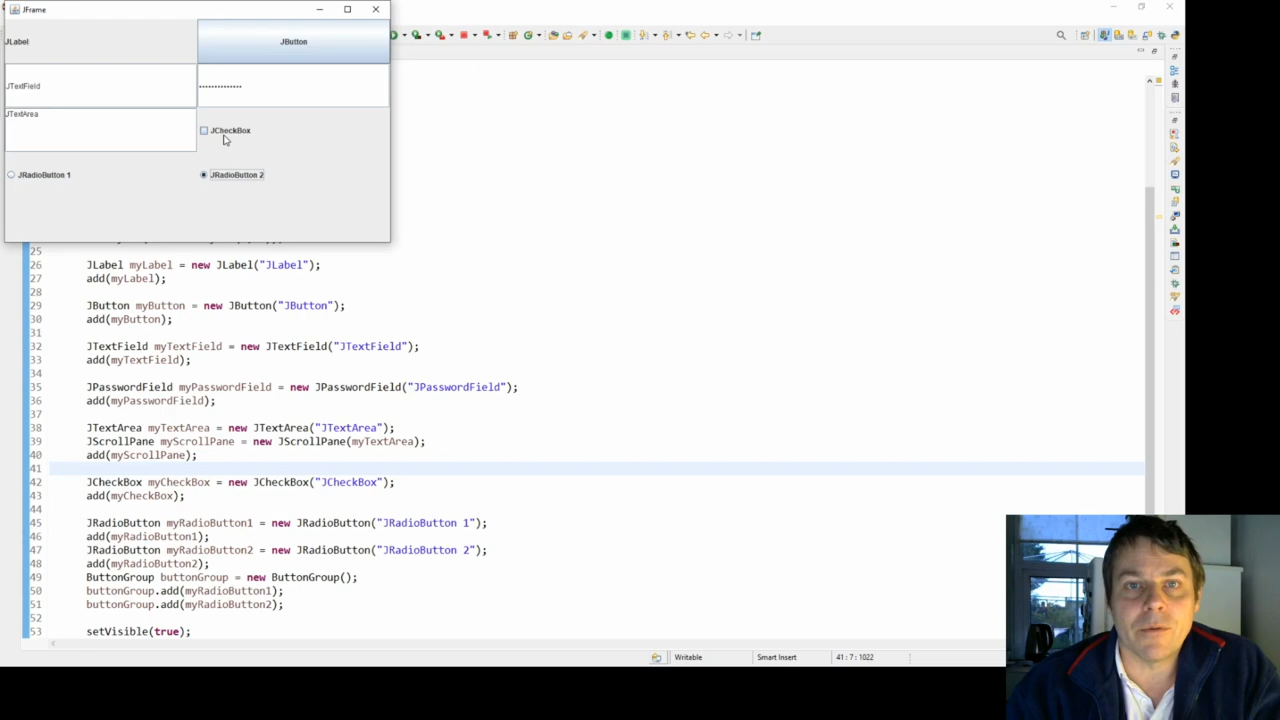 JFrame
JLabel
JButton
JTextField
JTextArea
JCheckBox
JRadioButton 1
JRadioButton 2
25
26 JLabel myLabel = new JLabel("JLabel");
27 add(myLabel);
28
29 JButton myButton = new JButton("JButton");
30 add(myButton);
31
32 JTextField myTextField = new JTextField("JTextField");
33 add(myTextField);
34
35 JPasswordField myPasswordField = new JPasswordField("JPasswordField");
36 add(myPasswordField);
37
38 JTextArea myTextArea = new JTextArea("JTextArea");
39 JScrollPane myScrollPane = new JScrollPane(myTextArea);
40 add(myScrollPane);
41
42 JCheckBox myCheckBox = new JCheckBox("JCheckBox");
43 add(myCheckBox);
44
45 JRadioButton myRadioButton1 = new JRadioButton("JRadioButton 1");
46 add(myRadioButton1);
47 JRadioButton myRadioButton2 = new JRadioButton("JRadioButton 2");
48 add(myRadioButton2);
49 ButtonGroup buttonGroup = new ButtonGroup();
50 buttonGroup.add(myRadioButton1);
51 buttonGroup.add(myRadioButton2);
52
53 setVisible(true);
Writable
Smart Insert
41 : 7 : 1022